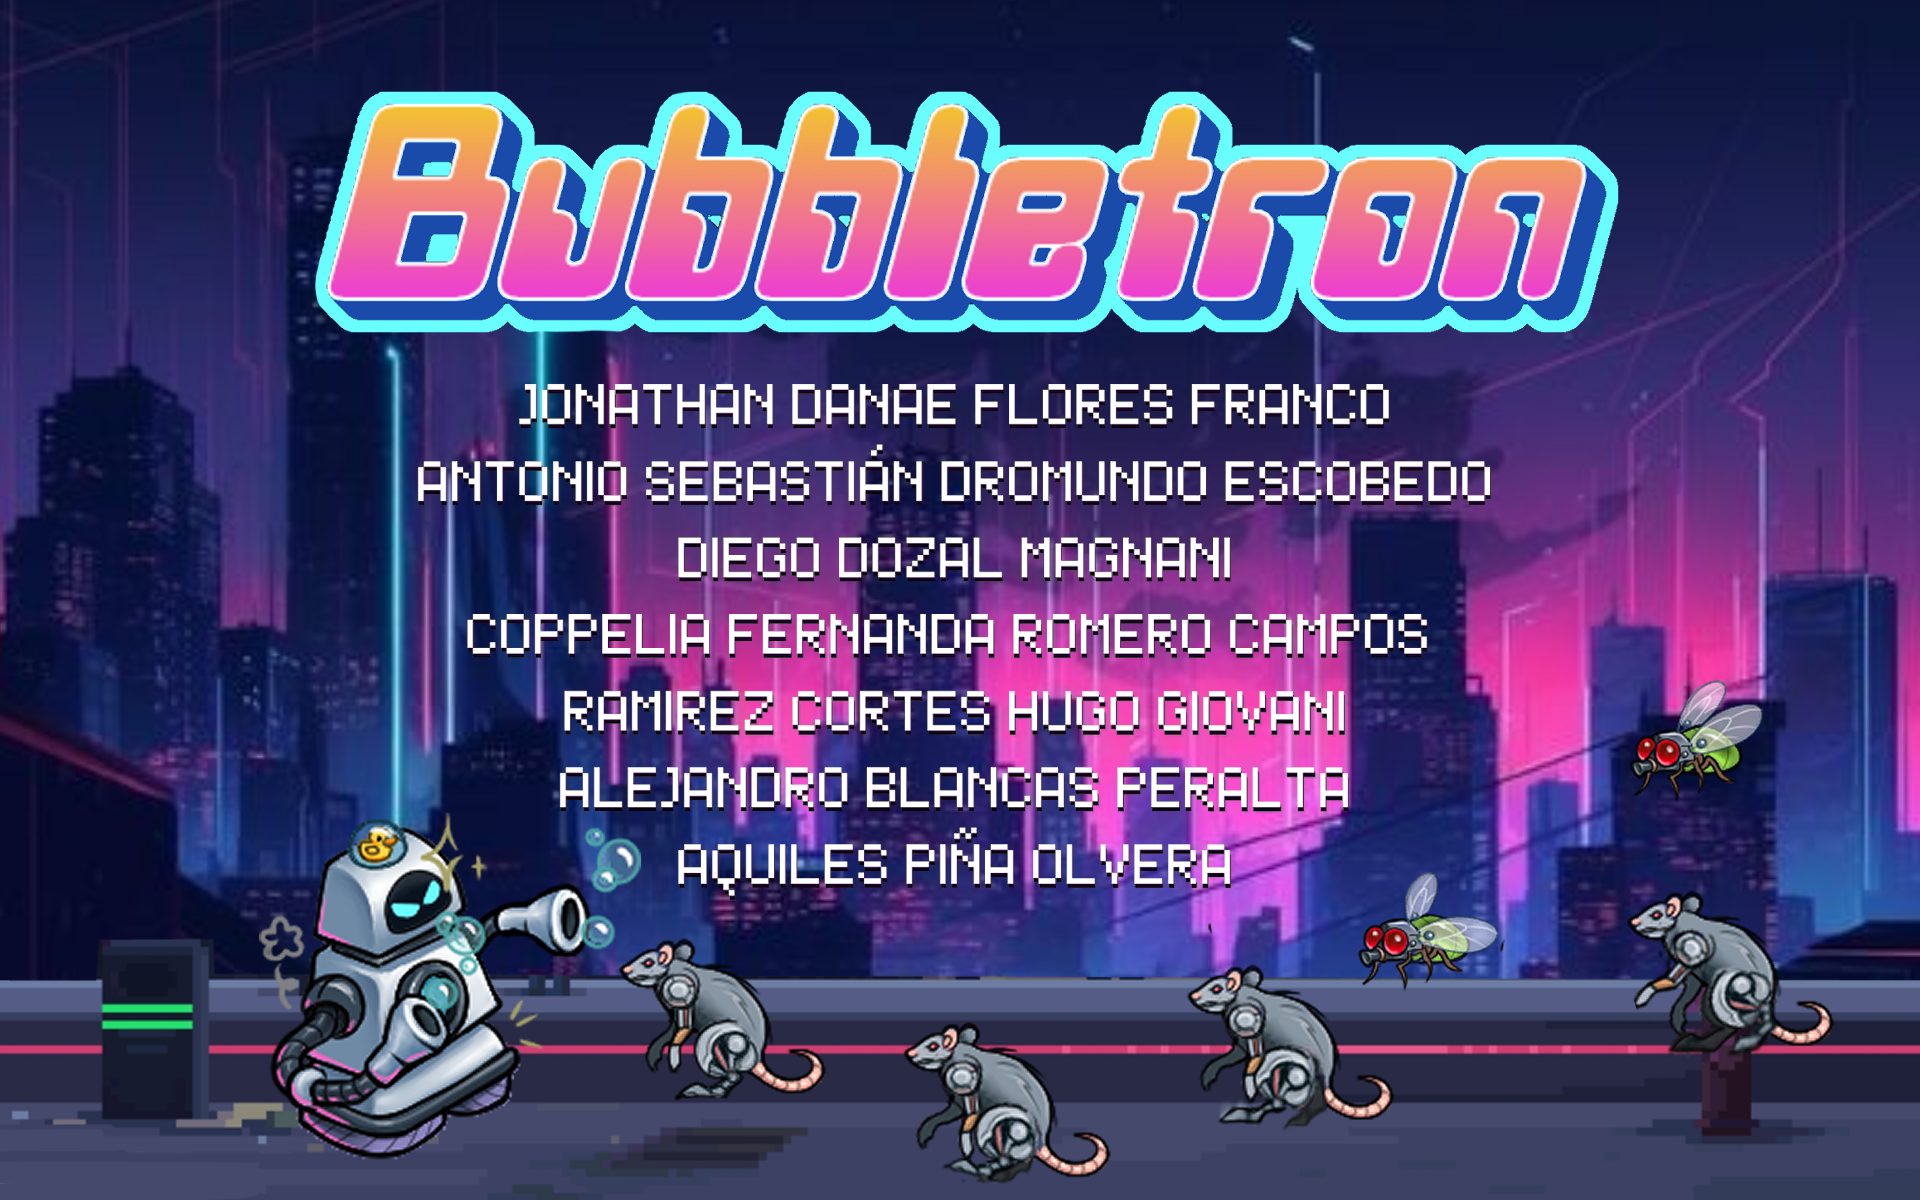 Bubbletron
JONATHAN DANAE FLORES FRANCO
ANTONIO SEBASTIÁN DROMUNDO ESCOBEDO
DIEGO DOZAL MAGNANI
COPPELIA FERNANDA ROMERO CAMPOS
RAMIREZ CORTES HUGO GIOVANI
ALEJANDRO BLANCAS PERALTA
AQUILES PIÑA OLVERA